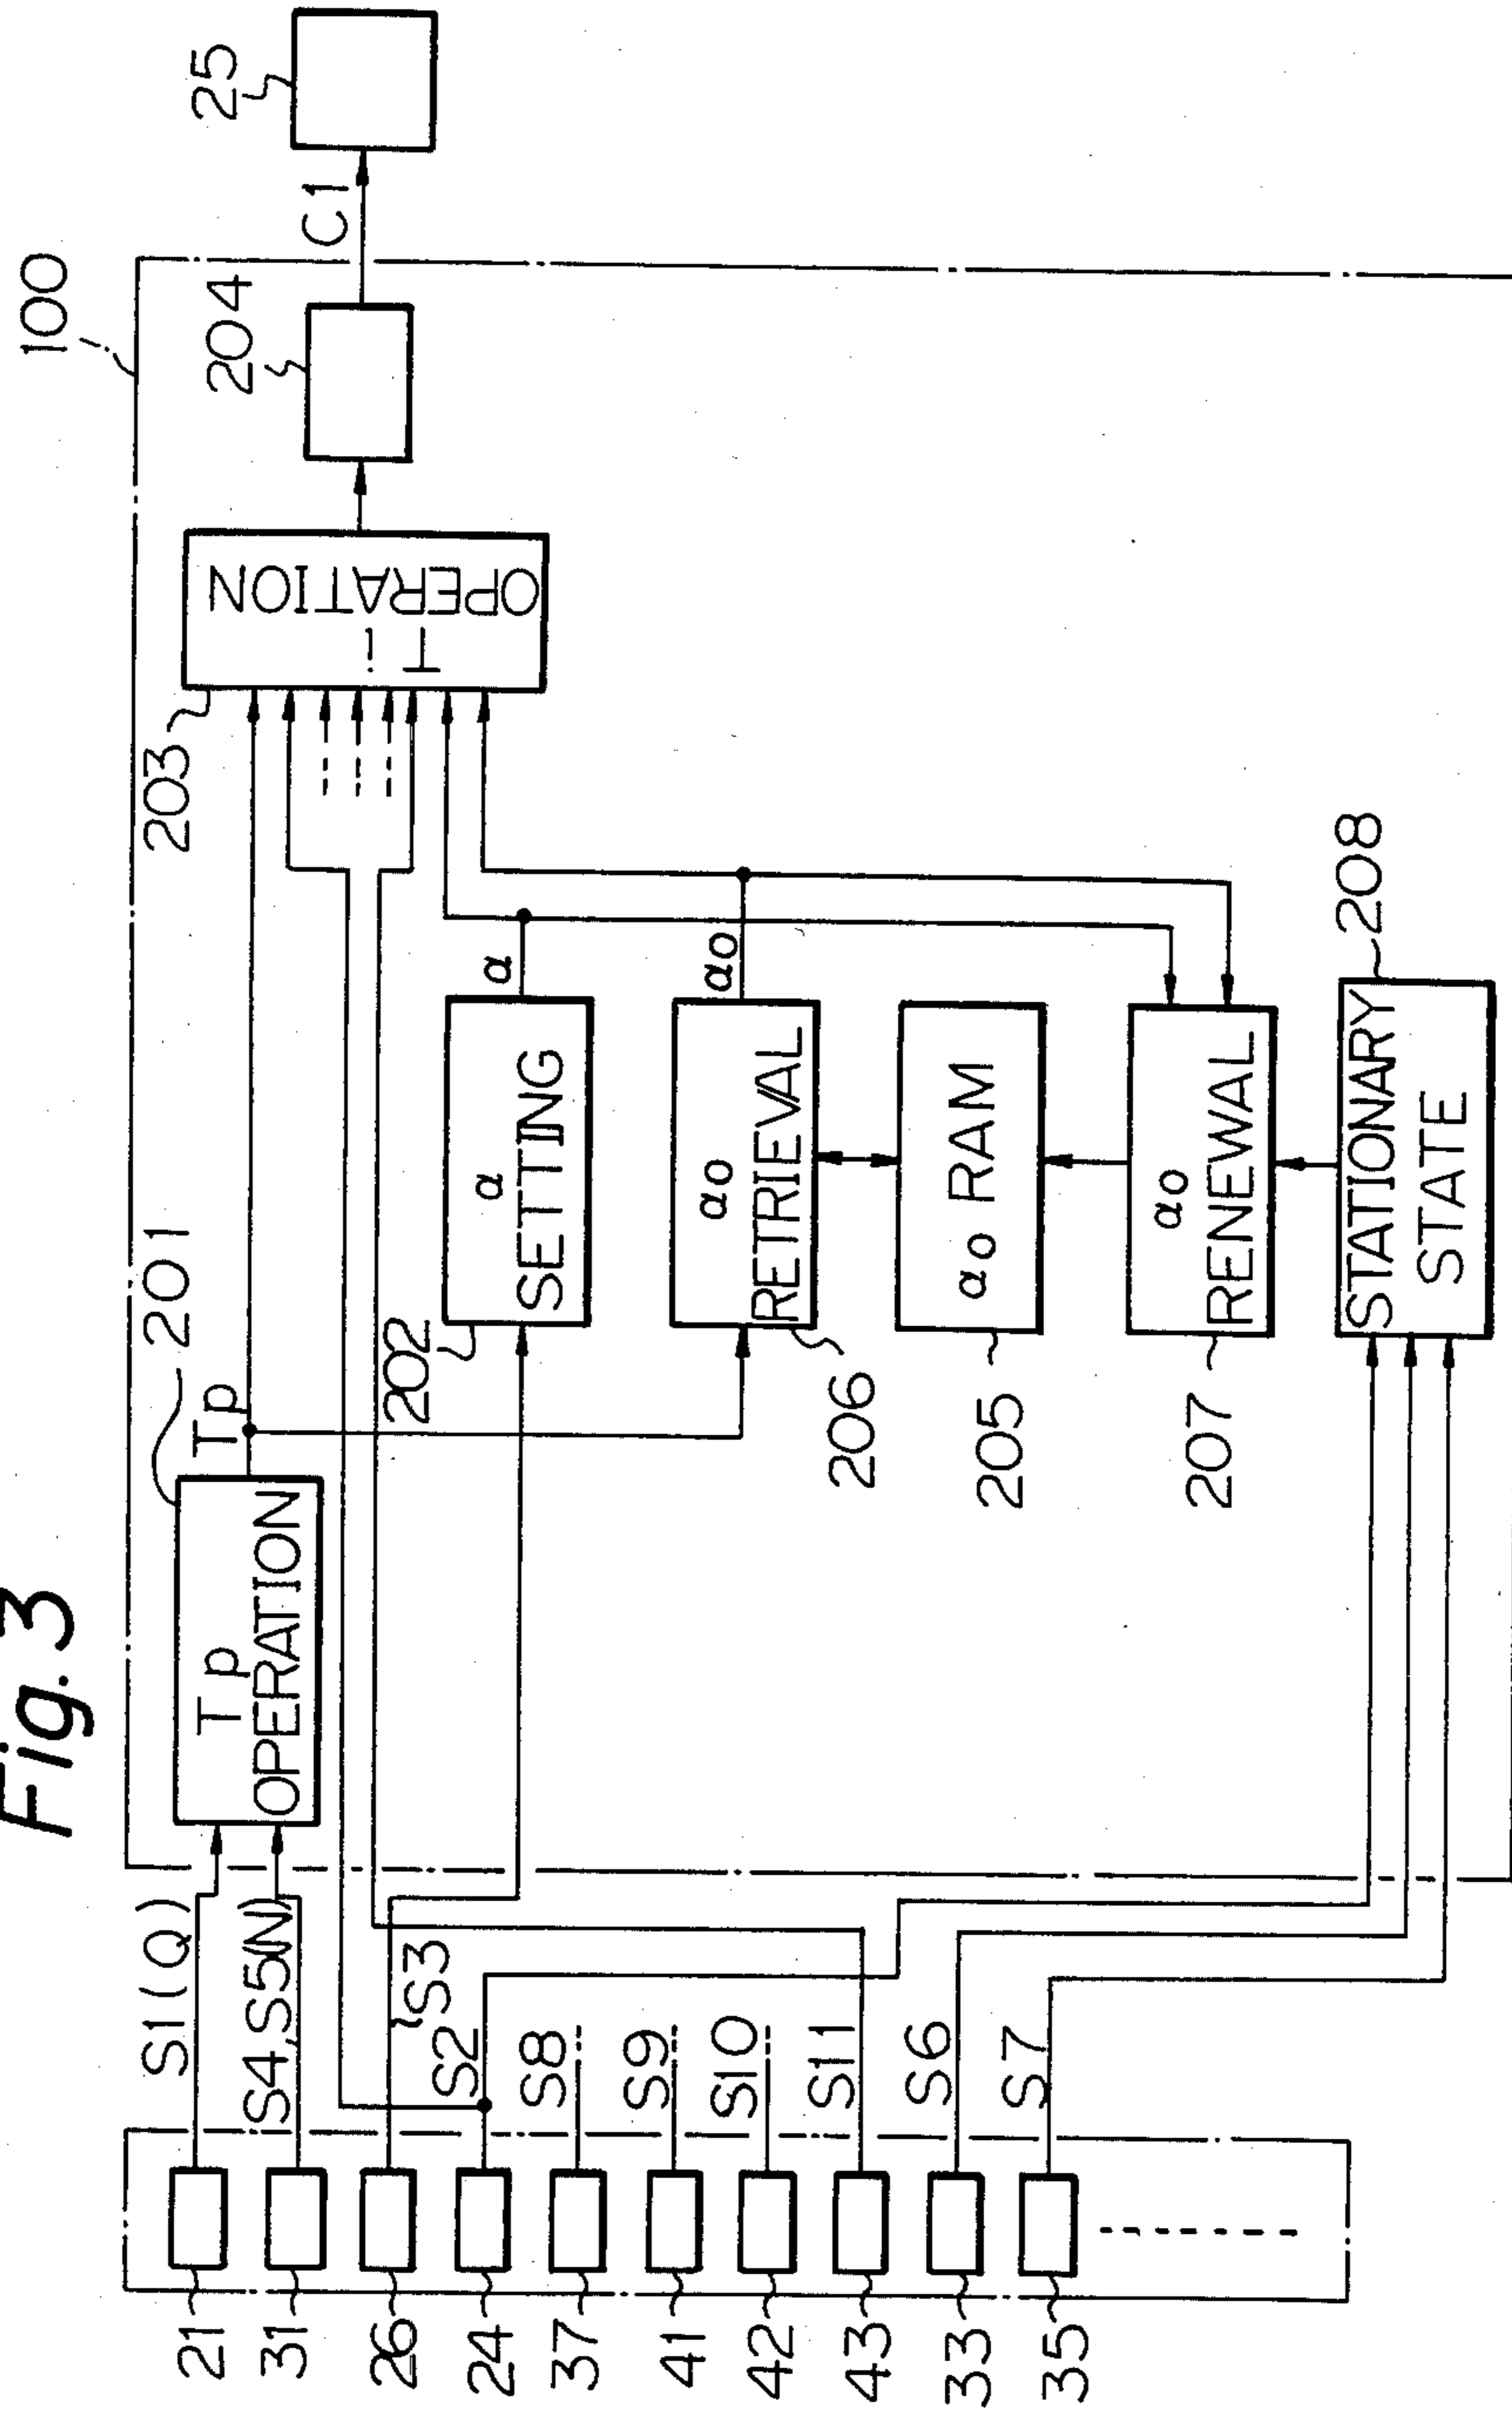 Fig. 3
100
21
S1(Q)
31
S4,S5(N)
26
S3
24
S2
37
S8
41
S9
42
S10
43
S11
33
S6
35
S7
Tp
OPERATION
201
Tp
202
α
SETTING
α
206
αo
RETRIEVAL
αo
205
αo RAM
207
αo
RENEWAL
208
STATIONARY
STATE
203
Ti
OPERATION
204
C1
25